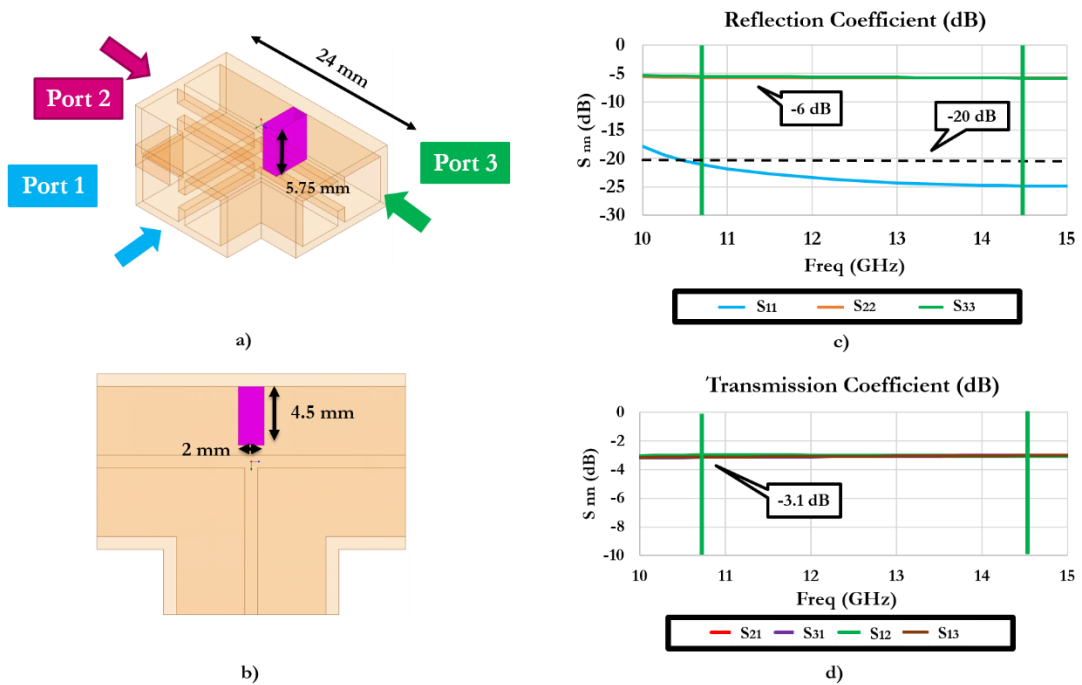 Port 2
24 mm
Port 1
Port 3
5.75 mm
a)
4.5 mm
2 mm
b)
Reflection Coefficient (dB)
S nn (dB)
0
-5
-10
-15
-20
-25
-30
-6 dB
-20 dB
10 11 12 13 14 15
Freq (GHz)
S11 S22 S33
c)
Transmission Coefficient (dB)
S nn (dB)
0
-2
-4
-6
-8
-10
-3.1 dB
10 11 12 13 14 15
Freq (GHz)
S21 S31 S12 S13
d)